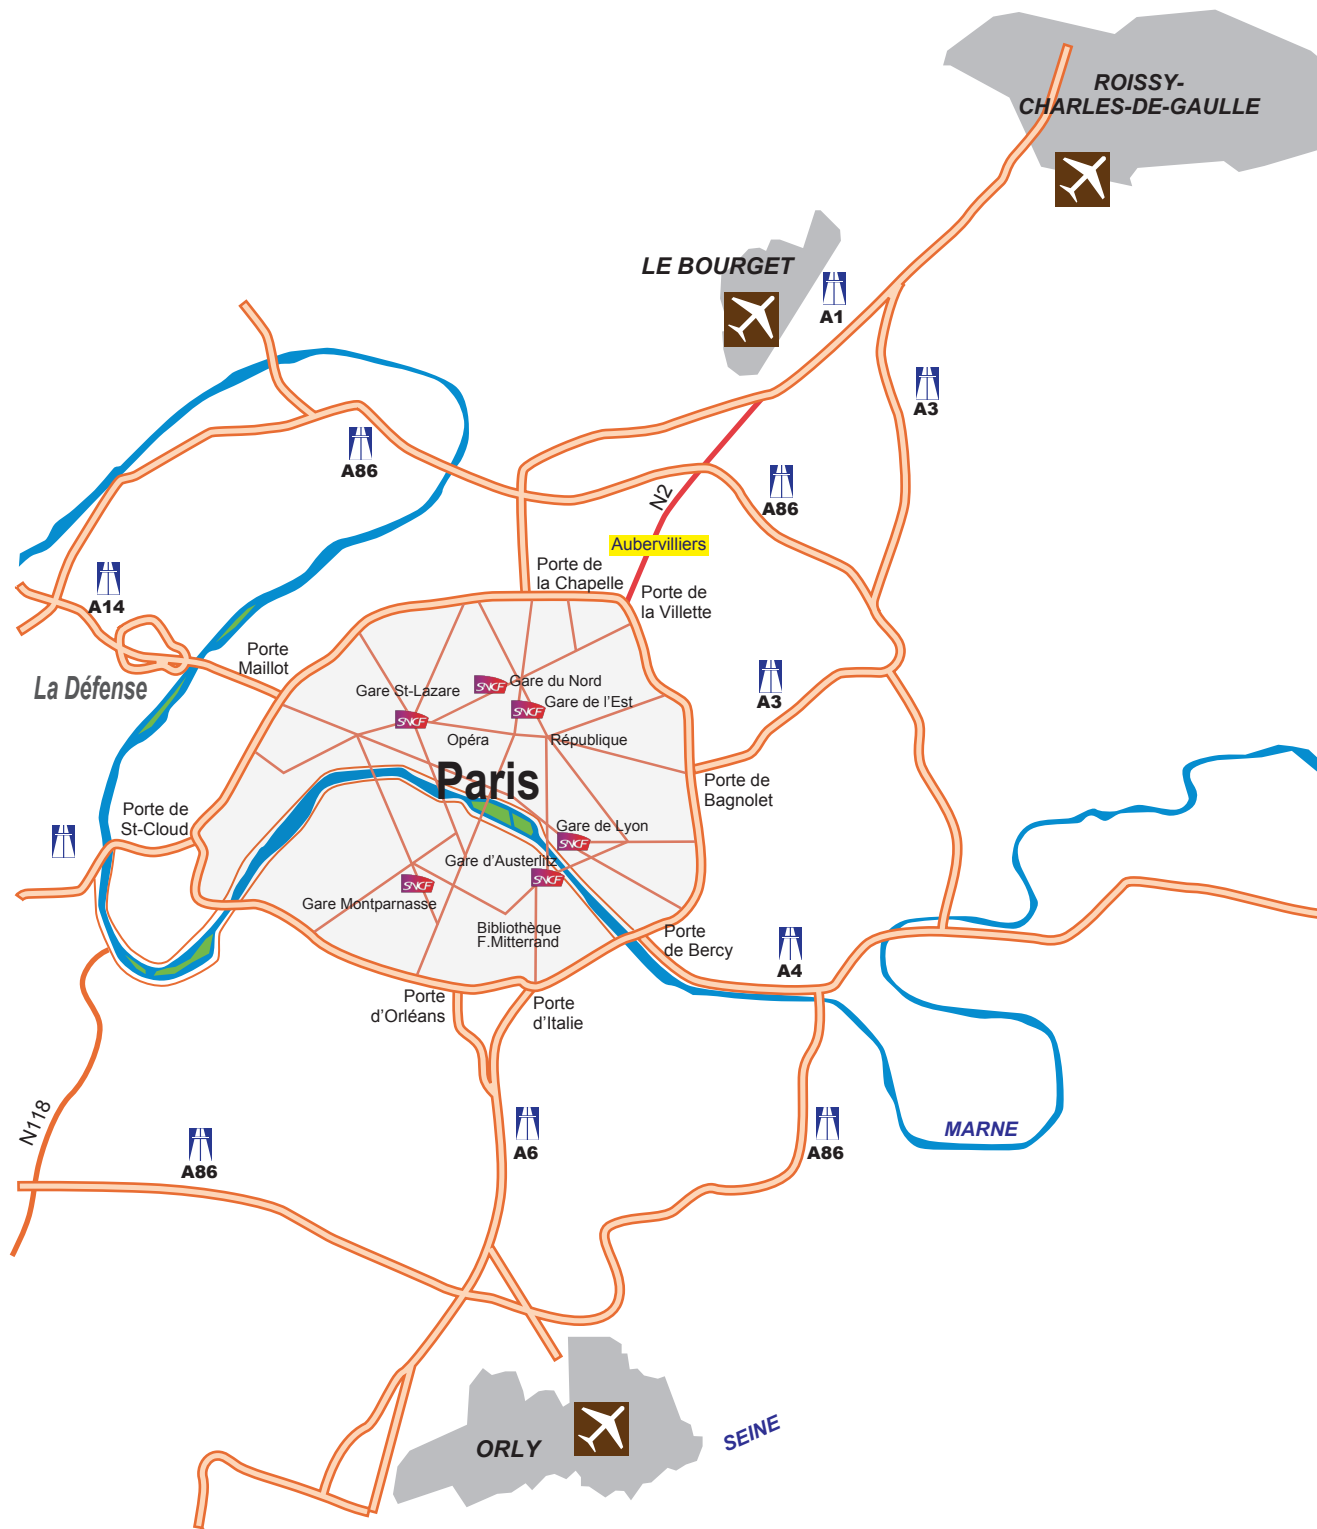 ROISSY-
CHARLES-DE-GAULLE
LE BOURGET
A1
A3
A86
A86
N2
Aubervilliers
Porte de
la Chapelle
Porte de
la Villette
A14
Porte
Maillot
La Défense
Gare du Nord
SNCF
Gare St-Lazare
SNCF
Gare de l'Est
SNCF
A3
Opéra
République
Paris
Porte de
Bagnolet
Porte de
St-Cloud
Gare de Lyon
SNCF
Gare d'Austerlitz
SNCF
SNCF
Gare Montparnasse
Bibliothèque
F.Mitterrand
Porte
de Bercy
A4
Porte
d'Orléans
Porte
d'Italie
N118
A86
A6
A86
MARNE
ORLY
SEINE